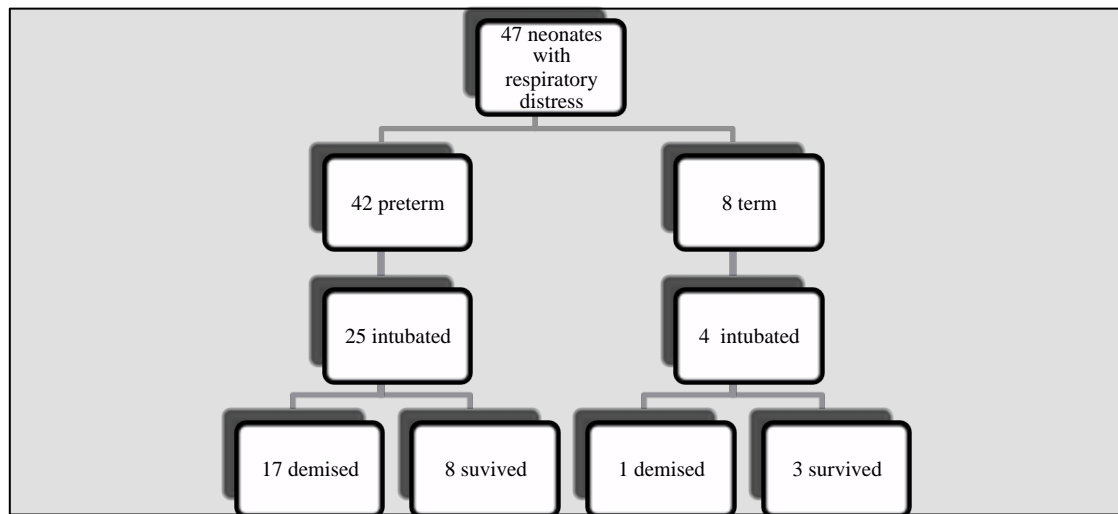 47 neonates
with
respiratory
distress
42 preterm
8 term
25 intubated
4 intubated
17 demised
8 suvived
1 demised
3 survived